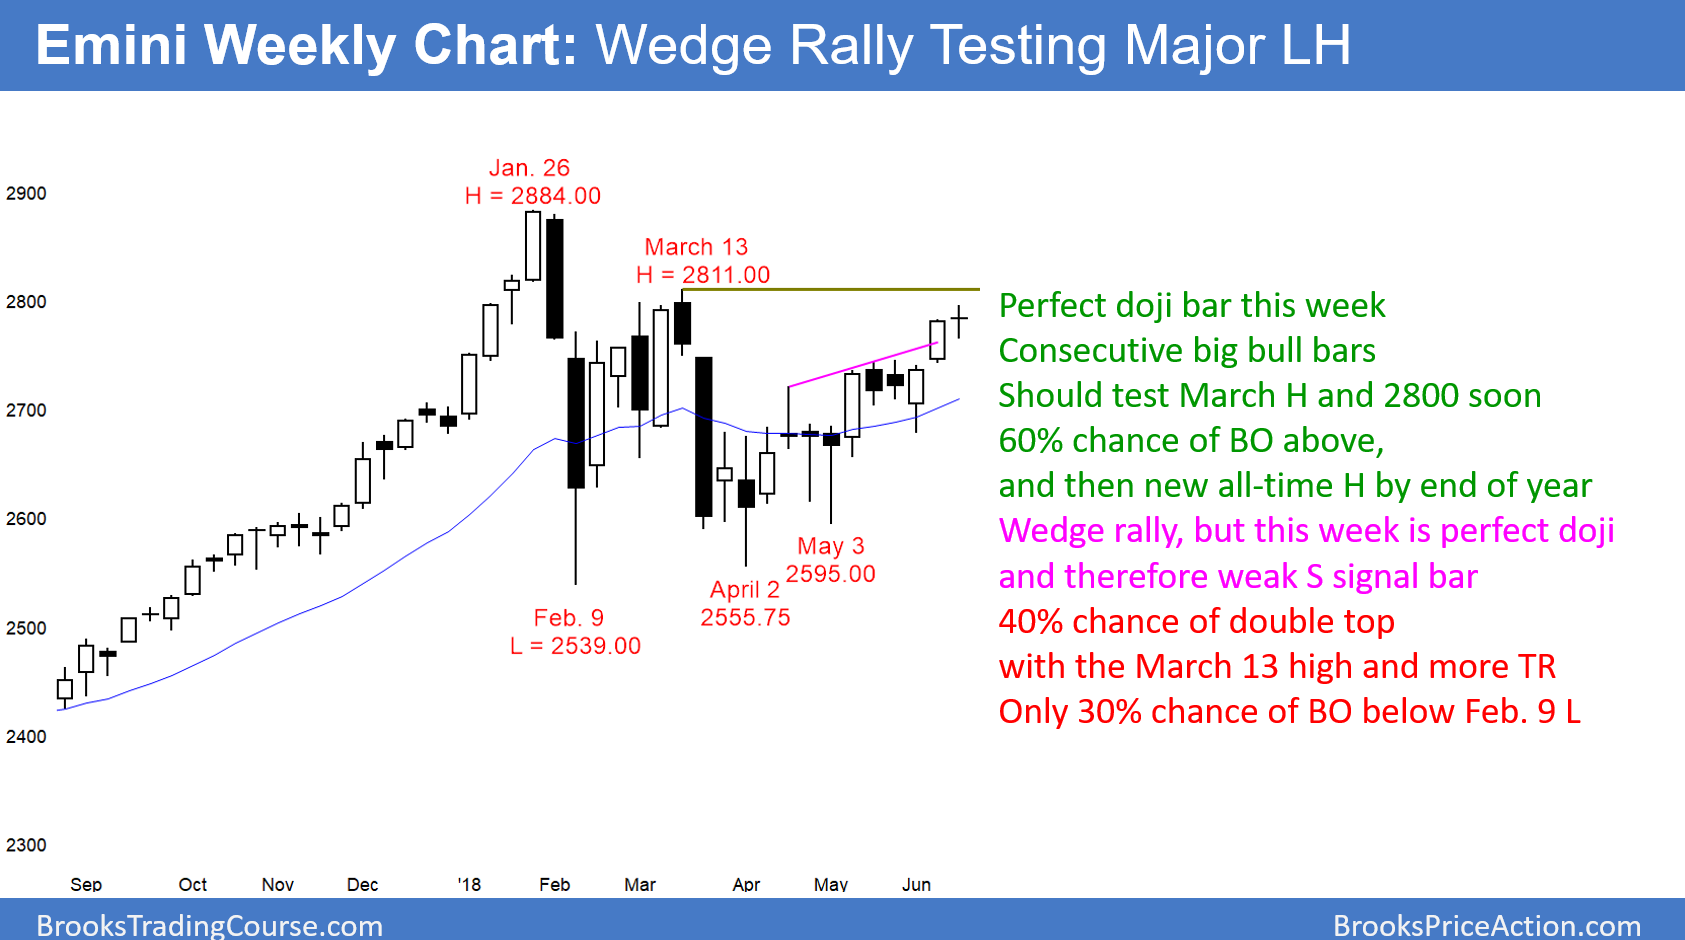 Emini Weekly Chart: Wedge Rally Testing Major LH
Jan. 26
H = 2884.00
March 13
H = 2811.00
2900
2800
2700
2600
2500
2400
2300
May 3
2595.00
April 2
2555.75
Feb. 9
L = 2539.00
Perfect doji bar this week
Consecutive big bull bars
Should test March H and 2800 soon
60% chance of BO above,
and then new all-time H by end of year
Wedge rally, but this week is perfect doji
and therefore weak S signal bar
40% chance of double top
with the March 13 high and more TR
Only 30% chance of BO below Feb. 9 L
Sep Oct Nov Dec '18 Feb Mar Apr May Jun
BrooksTradingCourse.com
BrooksPriceAction.com